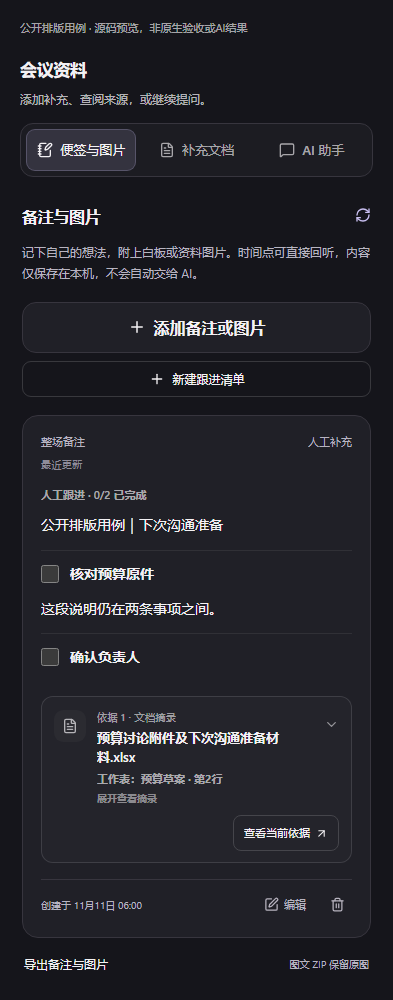 公开排版用例 · 源码预览，非原生验收或AI结果
会议资料
添加补充、查阅来源，或继续提问。
便签与图片
补充文档
AI 助手
备注与图片
记下自己的想法，附上白板或资料图片。时间点可直接回听，内容
仅保存在本机，不会自动交给 AI。
添加备注或图片
新建跟进清单
整场备注
人工补充
最近更新
人工跟进 · 0/2 已完成
公开排版用例｜下次沟通准备
核对预算原件
这段说明仍在两条事项之间。
确认负责人
依据 1 · 文档摘录
预算讨论附件及下次沟通准备材
料.xlsx
工作表：预算草案 · 第2行
展开查看摘录
查看当前依据
创建于 11月11日 06:00
编辑
导出备注与图片
图文 ZIP 保留原图